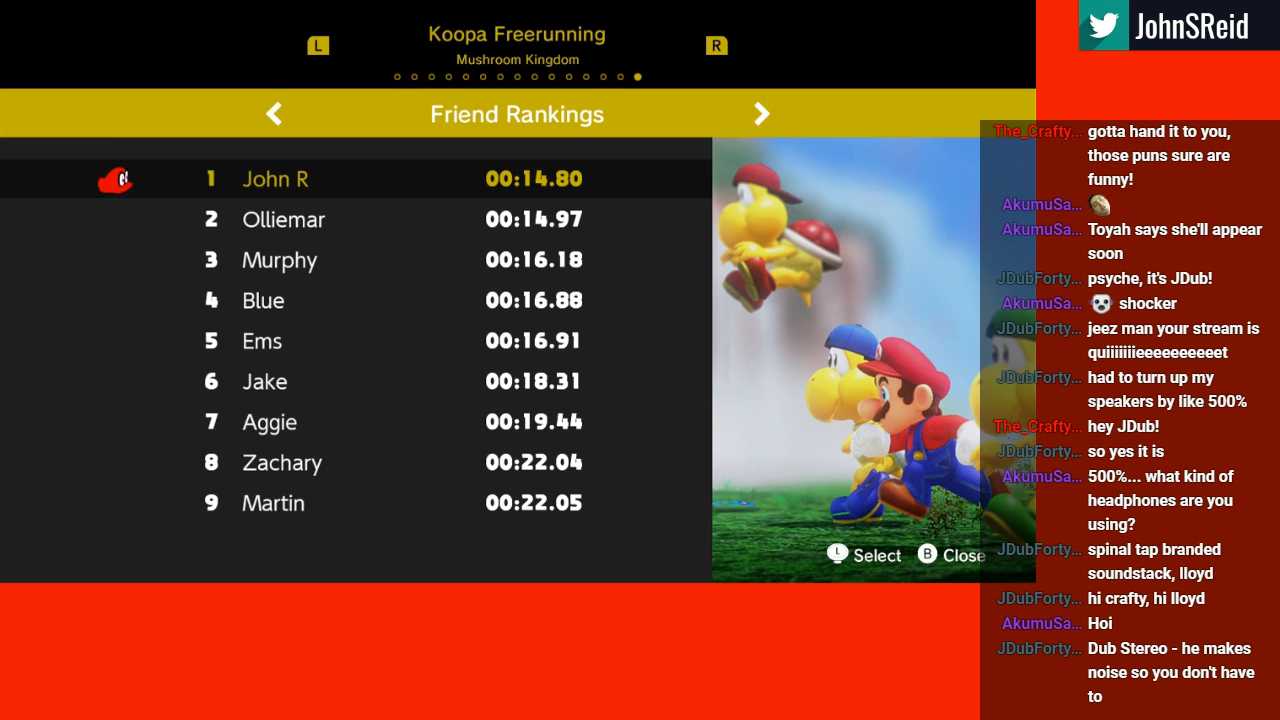 L
Koopa Freerunning
R
Mushroom Kingdom
Friend Rankings
1 John R 00:14.80
2 Olliemar 00:14.97
3 Murphy 00:16.18
4 Blue 00:16.88
5 Ems 00:16.91
6 Jake 00:18.31
7 Aggie 00:19.44
8 Zachary 00:22.04
9 Martin 00:22.05
L Select B Close
JohnSReid
The_Crafty... gotta hand it to you,
those puns sure are
funny!
AkumuSa...
AkumuSa... Toyah says she'll appear
soon
JDubForty... psyche, it's JDub!
AkumuSa... shocker
JDubForty... jeez man your stream is
quiiiiiiieeeeeeeeeet
JDubForty... had to turn up my
speakers by like 500%
The_Crafty... hey JDub!
JDubForty... so yes it is
AkumuSa... 500%... what kind of
headphones are you
using?
JDubForty... spinal tap branded
soundstack, lloyd
JDubForty... hi crafty, hi lloyd
AkumuSa... Hoi
JDubForty... Dub Stereo - he makes
noise so you don't have
to